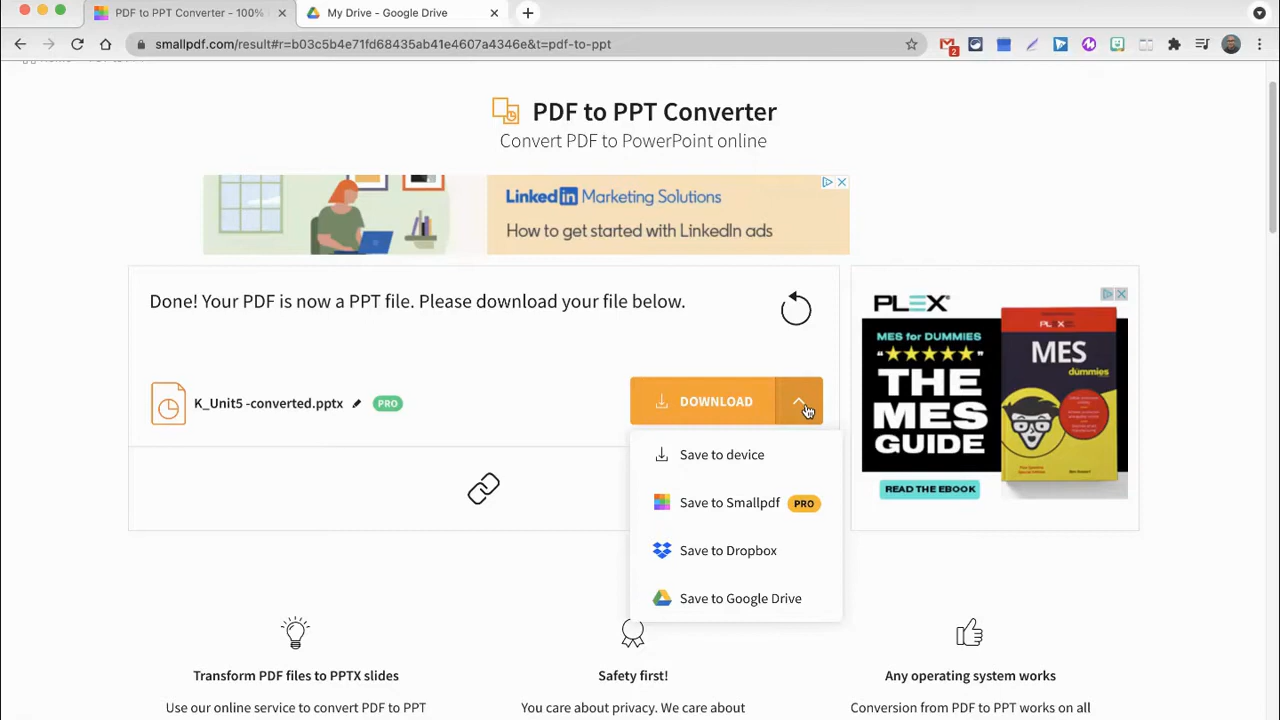 PDF to PPT Converter - 100%
My Drive - Google Drive
smallpdf.com/result#r=b03c5b4e71fd68435ab41e4607a4346e&t=pdf-to-ppt
2
PDF to PPT Converter
Convert PDF to PowerPoint online
LinkedIn Marketing Solutions
How to get started with LinkedIn ads
Done! Your PDF is now a PPT file. Please download your file below.
K_Unit5 -converted.pptx PRO
DOWNLOAD
Save to device
Save to Smallpdf PRO
Save to Dropbox
Save to Google Drive
PLEX
MES for DUMMIES
THE
MES
GUIDE
READ THE EBOOK
PLEX
MES
dummies
Transform PDF files to PPTX slides
Use our online service to convert PDF to PPT
Safety first!
You care about privacy. We care about
Any operating system works
Conversion from PDF to PPT works on all